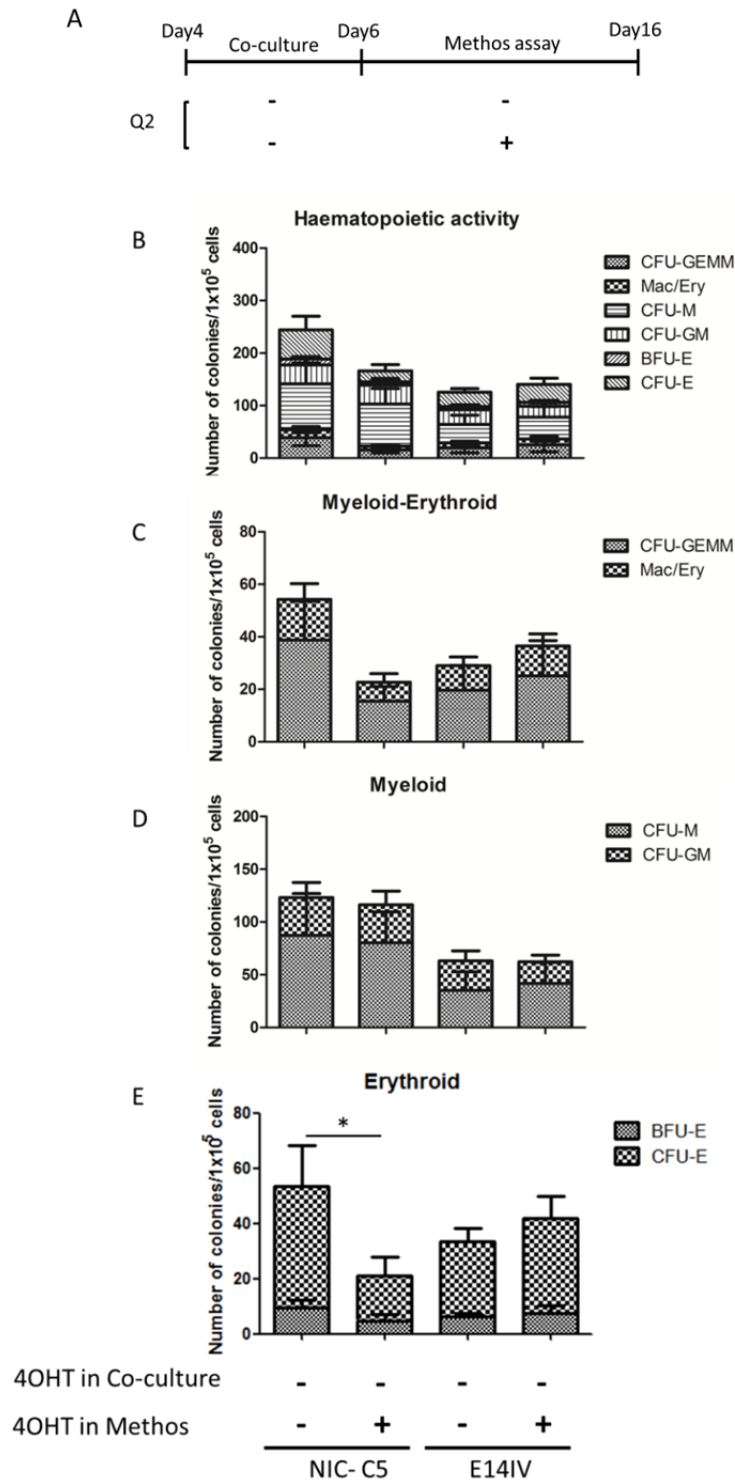 A
Day4 Day6 Day16
Co-culture Methos assay
- -
Q2
- +
B
Haematopoietic activity
Number of colonies/1x10⁵ cells
400
300
200
100
0
CFU-GEMM
Mac/Ery
CFU-M
CFU-GM
BFU-E
CFU-E
C
Myeloid-Erythroid
Number of colonies/1x10⁵ cells
80
60
40
20
0
CFU-GEMM
Mac/Ery
D
Myeloid
Number of colonies/1x10⁵ cells
200
150
100
50
0
CFU-M
CFU-GM
E
Erythroid
Number of colonies/1x10⁵ cells
80
60
40
20
0
*
BFU-E
CFU-E
4OHT in Co-culture - - - -
4OHT in Methos - + - +
NIC- C5 E14IV